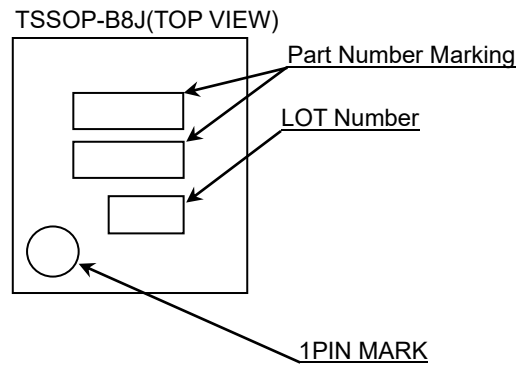 TSSOP-B8J(TOP VIEW)
Part Number Marking
LOT Number
1PIN MARK